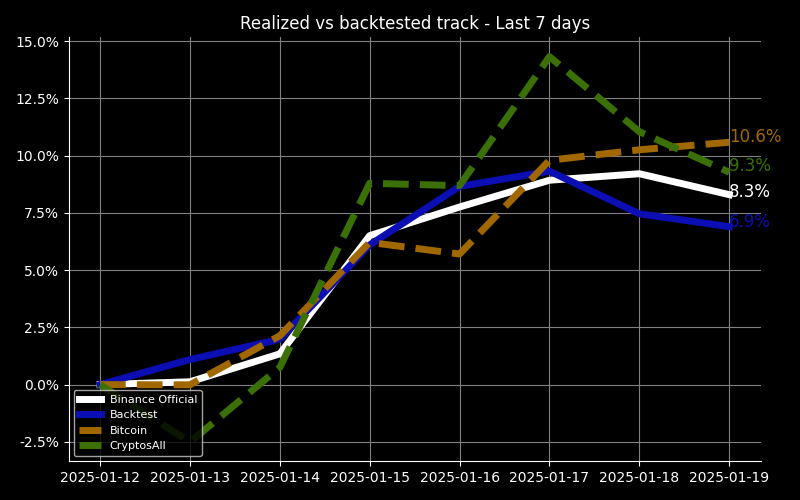 Realized vs backtested track - Last 7 days
15.0%
12.5%
10.0%
7.5%
5.0%
2.5%
0.0%
-2.5%
10.6%
9.3%
8.3%
6.9%
Binance Official
Backtest
Bitcoin
CryptosAll
2025-01-12 2025-01-13 2025-01-14 2025-01-15 2025-01-16 2025-01-17 2025-01-18 2025-01-19